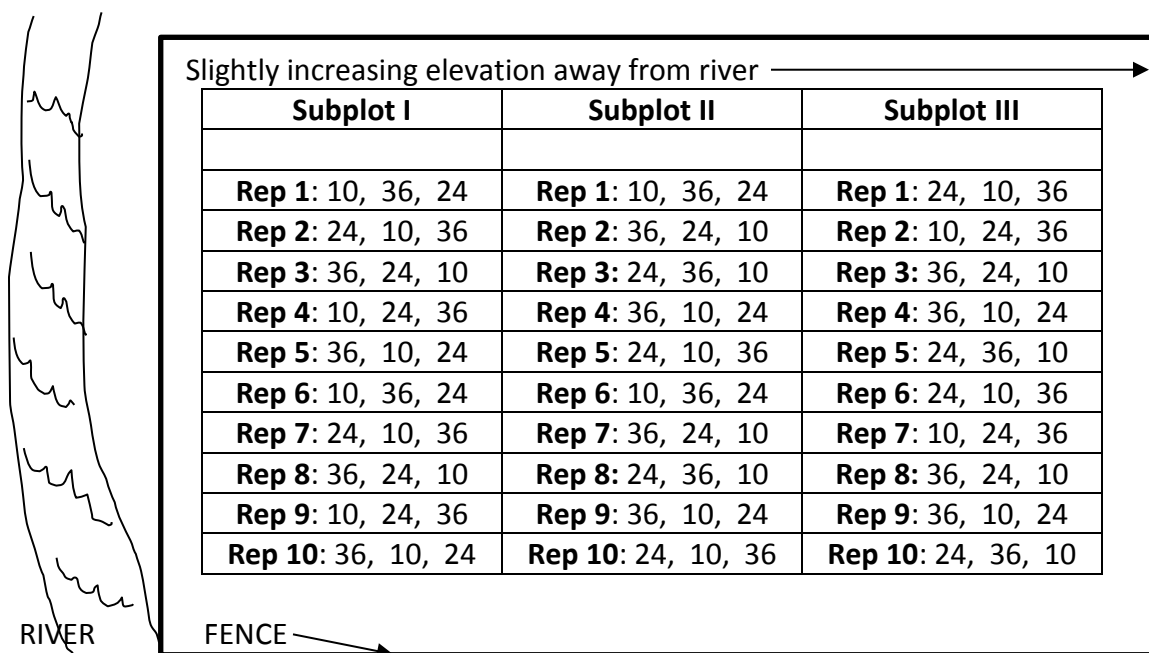 Slightly increasing elevation away from river
Subplot I Subplot II Subplot III
Rep 1: 10, 36, 24 Rep 1: 10, 36, 24 Rep 1: 24, 10, 36
Rep 2: 24, 10, 36 Rep 2: 36, 24, 10 Rep 2: 10, 24, 36
Rep 3: 36, 24, 10 Rep 3: 24, 36, 10 Rep 3: 36, 24, 10
Rep 4: 10, 24, 36 Rep 4: 36, 10, 24 Rep 4: 36, 10, 24
Rep 5: 36, 10, 24 Rep 5: 24, 10, 36 Rep 5: 24, 36, 10
Rep 6: 10, 36, 24 Rep 6: 10, 36, 24 Rep 6: 24, 10, 36
Rep 7: 24, 10, 36 Rep 7: 36, 24, 10 Rep 7: 10, 24, 36
Rep 8: 36, 24, 10 Rep 8: 24, 36, 10 Rep 8: 36, 24, 10
Rep 9: 10, 24, 36 Rep 9: 36, 10, 24 Rep 9: 36, 10, 24
Rep 10: 36, 10, 24 Rep 10: 24, 10, 36 Rep 10: 24, 36, 10
RIVER FENCE